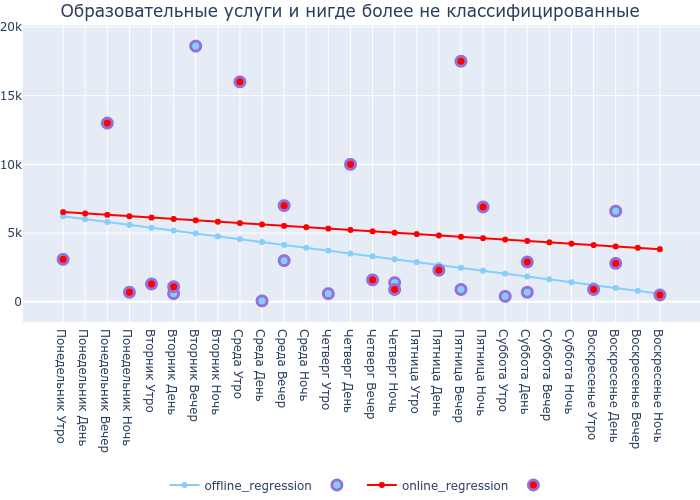 Образовательные услуги и нигде более не классифицированные
20k
15k
10k
5k
0
Понедельник Утро
Понедельник День
Понедельник Вечер
Понедельник Ночь
Вторник Утро
Вторник День
Вторник Вечер
Вторник Ночь
Среда Утро
Среда День
Среда Вечер
Среда Ночь
Четверг Утро
Четверг День
Четверг Вечер
Четверг Ночь
Пятница Утро
Пятница День
Пятница Вечер
Пятница Ночь
Суббота Утро
Суббота День
Суббота Вечер
Суббота Ночь
Воскресенье Утро
Воскресенье День
Воскресенье Вечер
Воскресенье Ночь
offline_regression
online_regression